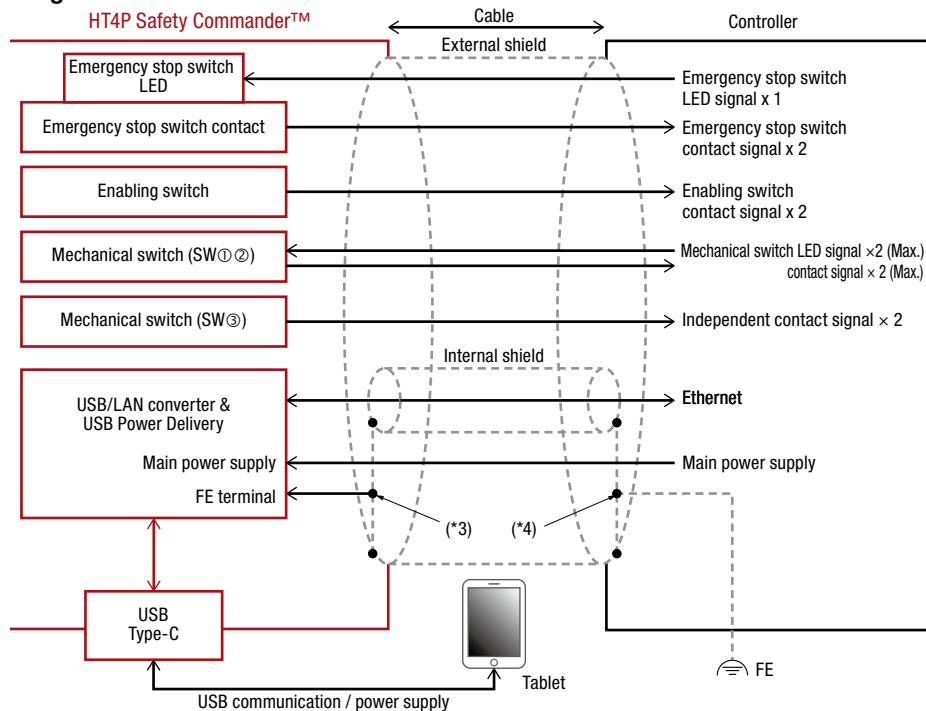 HT4P Safety Commander™
Cable
Controller
External shield
Emergency stop switch
LED
Emergency stop switch
LED signal x 1
Emergency stop switch contact
Emergency stop switch
contact signal x 2
Enabling switch
Enabling switch
contact signal x 2
Mechanical switch (SW①②)
Mechanical switch LED signal ×2 (Max.)
contact signal × 2 (Max.)
Mechanical switch (SW③)
Independent contact signal × 2
Internal shield
USB/LAN converter &
USB Power Delivery
Ethernet
Main power supply
Main power supply
FE terminal
(*3)
(*4)
USB
Type-C
Tablet
FE
USB communication / power supply